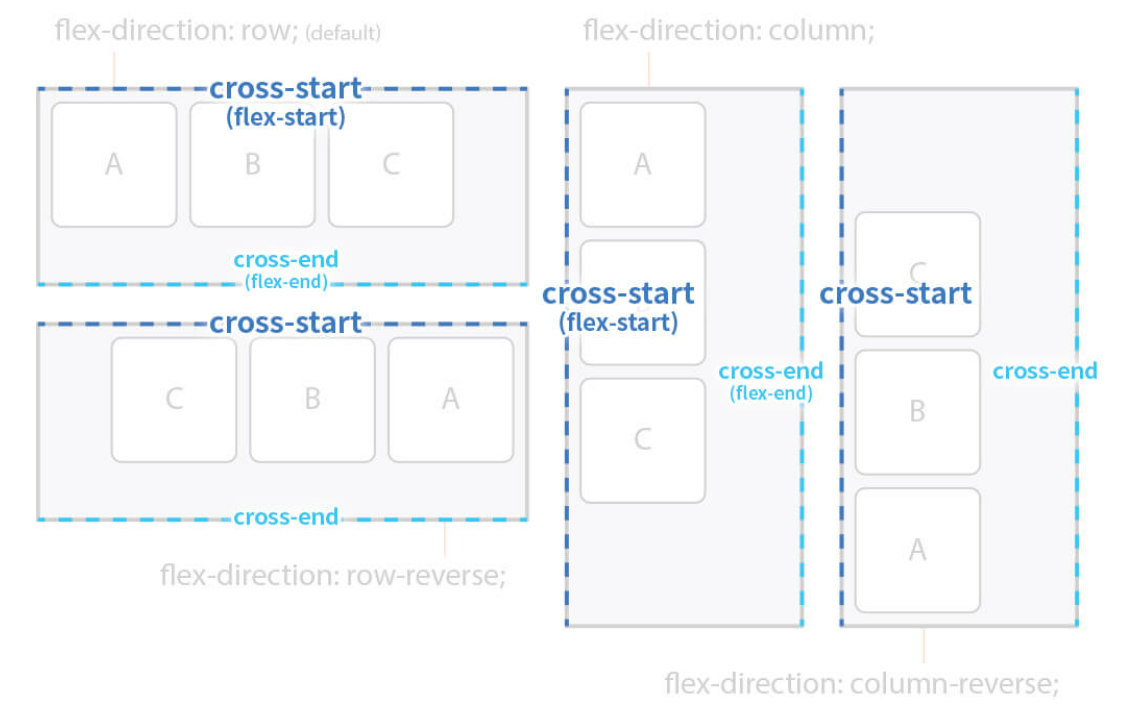 flex-direction: row; (default)
cross-start
(flex-start)
A
B
C
cross-end
(flex-end)
cross-start
C
B
A
cross-end
flex-direction: row-reverse;
flex-direction: column;
A
cross-start
(flex-start)
cross-end
(flex-end)
C
C
cross-start
cross-end
B
A
flex-direction: column-reverse;